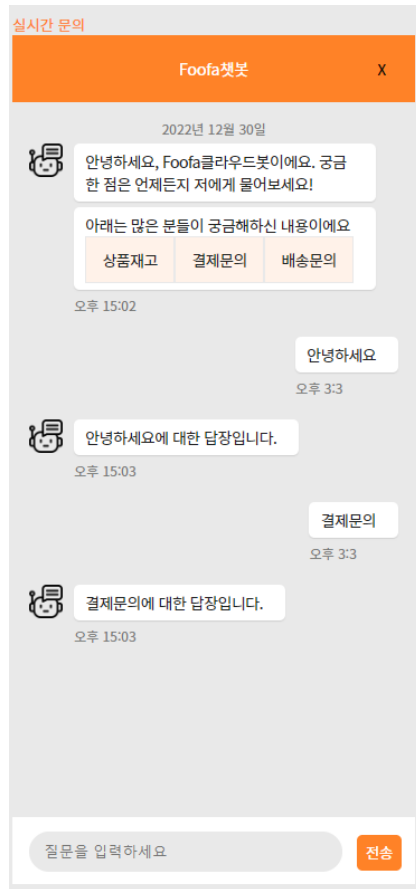 실시간 문의
Foofa챗봇 X
2022년 12월 30일
안녕하세요, Foofa클라우드봇이에요. 궁금
한 점은 언제든지 저에게 물어보세요!
아래는 많은 분들이 궁금해하신 내용이에요
상품재고 결제문의 배송문의
오후 15:02
안녕하세요
오후 3:3
안녕하세요에 대한 답장입니다.
오후 15:03
결제문의
오후 3:3
결제문의에 대한 답장입니다.
오후 15:03
질문을 입력하세요 전송